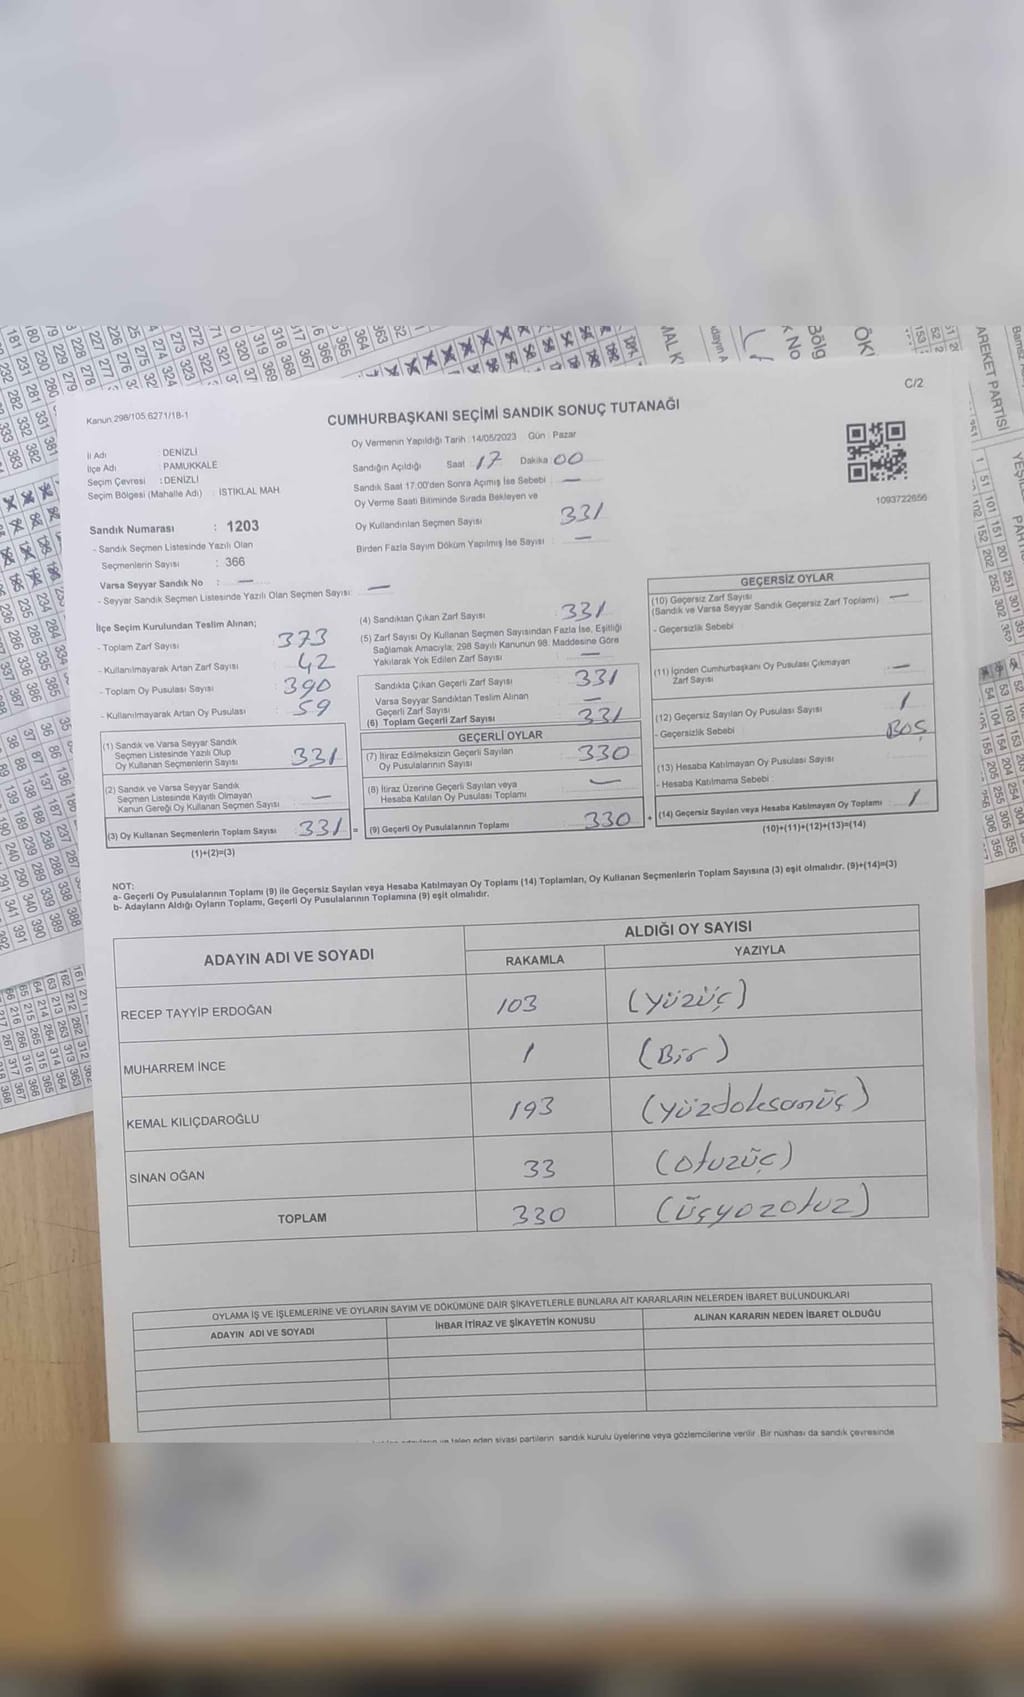 C/2
Kanun 298/105 6271/18-1
CUMHURBAŞKANI SEÇİMİ SANDIK SONUÇ TUTANAĞI
İli Adı : DENİZLİ
İlçe Adı : PAMUKKALE
Seçim Çevresi : DENİZLİ
Seçim Bölgesi (Mahalle Adı) : İSTİKLAL MAH
Sandık Numarası : 1203
- Sandık Seçmen Listesinde Yazılı Olan
Seçmenlerin Sayısı : 366
Varsa Seyyar Sandık No : —
- Seyyar Sandık Seçmen Listesinde Yazılı Olan Seçmen Sayısı: —
Oy Vermenin Yapıldığı Tarih :14/05/2023 Gün : Pazar
Sandığın Açıldığı Saat : 17 Dakika 00
Sandık Saat 17:00'den Sonra Açılmış İse Sebebi : —
Oy Verme Saati Bitiminde Sırada Bekleyen ve
Oy Kullandırılan Seçmen Sayısı : 331
Birden Fazla Sayım Döküm Yapılmış İse Sayısı : —
1093722656
İlçe Seçim Kurulundan Teslim Alınan;
- Toplam Zarf Sayısı : 373
- Kullanılmayarak Artan Zarf Sayısı : 42
- Toplam Oy Pusulası Sayısı : 390
- Kullanılmayarak Artan Oy Pusulası : 59
(1) Sandık ve Varsa Seyyar Sandık
Seçmen Listesinde Yazılı Olup
Oy Kullanan Seçmenlerin Sayısı : 331
(2) Sandık ve Varsa Seyyar Sandık
Seçmen Listesinde Kayıtlı Olmayan
Kanun Gereği Oy Kullanan Seçmen Sayısı : —
(3) Oy Kullanan Seçmenlerin Toplam Sayısı : 331 =
(1)+(2)=(3)
(4) Sandıktan Çıkan Zarf Sayısı : 331
(5) Zarf Sayısı Oy Kullanan Seçmen Sayısından Fazla İse, Eşitliği
Sağlamak Amacıyla; 298 Sayılı Kanunun 98. Maddesine Göre
Yakılarak Yok Edilen Zarf Sayısı : —
Sandıkta Çıkan Geçerli Zarf Sayısı : 331
Varsa Seyyar Sandıktan Teslim Alınan
Geçerli Zarf Sayısı : —
(6) Toplam Geçerli Zarf Sayısı : 331
GEÇERLİ OYLAR
(7) İtiraz Edilmeksizin Geçerli Sayılan
Oy Pusulalarının Sayısı : 330
(8) İtiraz Üzerine Geçerli Sayılan veya
Hesaba Katılan Oy Pusulası Toplamı : —
(9) Geçerli Oy Pusulalarının Toplamı : 330 +
GEÇERSİZ OYLAR
(10) Geçersiz Zarf Sayısı : —
(Sandık ve Varsa Seyyar Sandık Geçersiz Zarf Toplamı)
- Geçersizlik Sebebi :
(11) İçinden Cumhurbaşkanı Oy Pusulası Çıkmayan
Zarf Sayısı : —
(12) Geçersiz Sayılan Oy Pusulası Sayısı : 1
- Geçersizlik Sebebi : BOŞ
(13) Hesaba Katılmayan Oy Pusulası Sayısı :
- Hesaba Katılmama Sebebi :
(14) Geçersiz Sayılan veya Hesaba Katılmayan Oy Toplamı : 1
(10)+(11)+(12)+(13)=(14)
NOT:
a- Geçerli Oy Pusulalarının Toplamı (9) ile Geçersiz Sayılan veya Hesaba Katılmayan Oy Toplamı (14) Toplamları, Oy Kullanan Seçmenlerin Toplam Sayısına (3) eşit olmalıdır. (9)+(14)=(3)
b- Adayların Aldığı Oyların Toplamı, Geçerli Oy Pusulalarının Toplamına (9) eşit olmalıdır.
ADAYIN ADI VE SOYADI ALDIĞI OY SAYISI
RAKAMLA YAZIYLA
RECEP TAYYİP ERDOĞAN 103 (Yüzüç)
MUHARREM İNCE 1 (Bir)
KEMAL KILIÇDAROĞLU 193 (Yüzdoksanüç)
SİNAN OĞAN 33 (Otuzüç)
TOPLAM 330 (üçyozotuz)
OYLAMA İŞ VE İŞLEMLERİNE VE OYLARIN SAYIM VE DÖKÜMÜNE DAİR ŞİKAYETLERLE BUNLARA AİT KARARLARIN NELERDEN İBARET BULUNDUKLARI
ADAYIN ADI VE SOYADI İHBAR İTİRAZ VE ŞİKAYETİN KONUSU ALINAN KARARIN NEDEN İBARET OLDUĞU
eden siyasi partilerin sandık kurulu üyelerine veya gözlemcilerine verilir. Bir nüshası da sandık çevresinde